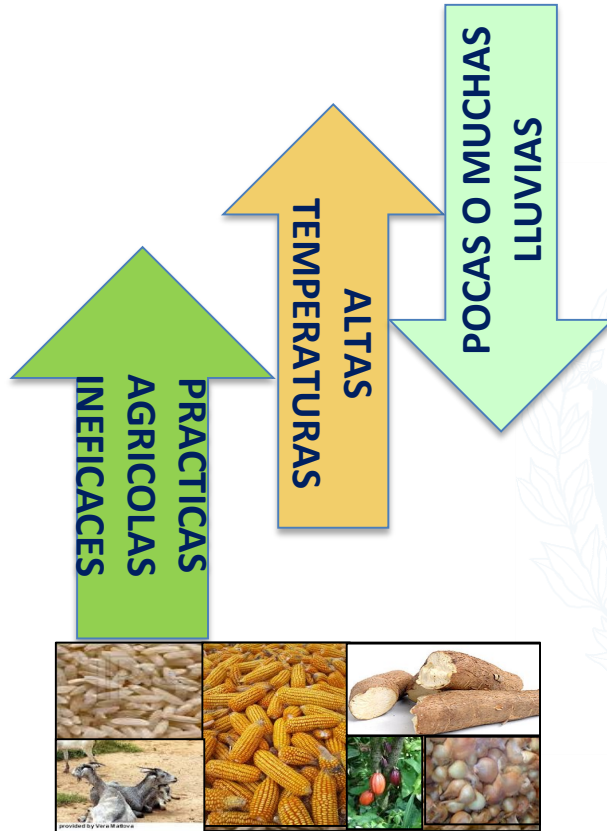 PRACTICAS
AGRICOLAS
INEFICACES
ALTAS
TEMPERATURAS
LLUVIAS
POCAS O MUCHAS
provided by Vera Mattova